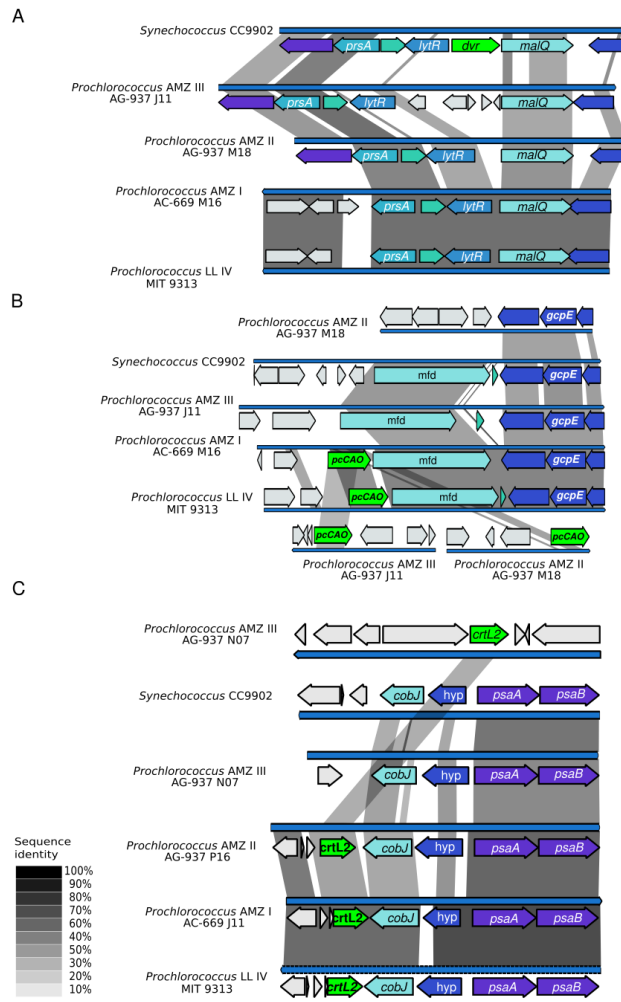 A
Synechococcus CC9902
prsA lytR dvr malQ
Prochlorococcus AMZ III
AG-937 J11
prsA lytR malQ
Prochlorococcus AMZ II
AG-937 M18
prsA lytR malQ
Prochlorococcus AMZ I
AC-669 M16
prsA lytR malQ
prsA lytR malQ
Prochlorococcus LL IV
MIT 9313
B
Prochlorococcus AMZ II
AG-937 M18
gcpE
Synechococcus CC9902
mfd gcpE
Prochlorococcus AMZ III
AG-937 J11
mfd gcpE
Prochlorococcus AMZ I
AC-669 M16
pcCAO mfd gcpE
Prochlorococcus LL IV
MIT 9313
pcCAO mfd gcpE
pcCAO pcCAO
Prochlorococcus AMZ III
AG-937 J11
Prochlorococcus AMZ II
AG-937 M18
C
Prochlorococcus AMZ III
AG-937 N07
crtL2
Synechococcus CC9902
cobJ hyp psaA psaB
Prochlorococcus AMZ III
AG-937 N07
cobJ hyp psaA psaB
Prochlorococcus AMZ II
AG-937 P16
crtL2 cobJ hyp psaA psaB
Prochlorococcus AMZ I
AC-669 J11
crtL2 cobJ hyp psaA psaB
Prochlorococcus LL IV
MIT 9313
crtL2 cobJ hyp psaA psaB
Sequence
identity
100%
90%
80%
70%
60%
50%
40%
30%
20%
10%